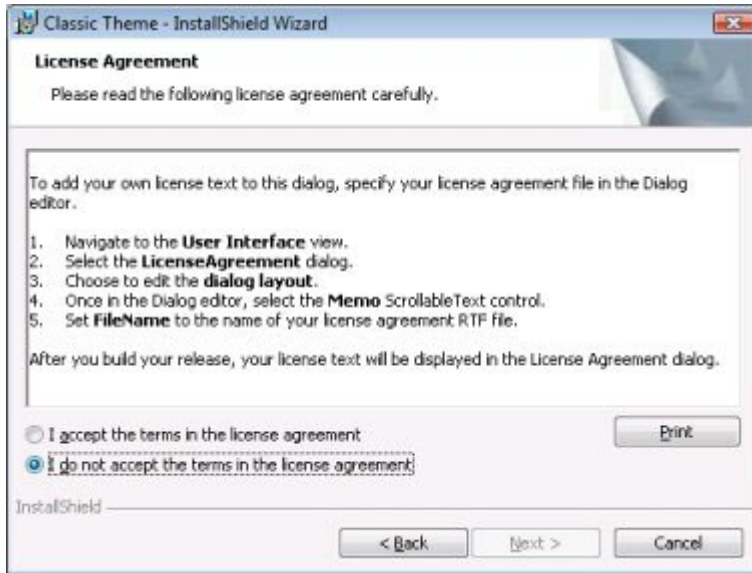 Classic Theme - InstallShield Wizard
License Agreement
Please read the following license agreement carefully.
To add your own license text to this dialog, specify your license agreement file in the Dialog
editor.
1. Navigate to the User Interface view.
2. Select the LicenseAgreement dialog.
3. Choose to edit the dialog layout.
4. Once in the Dialog editor, select the Memo ScrollableText control.
5. Set FileName to the name of your license agreement RTF file.
After you build your release, your license text will be displayed in the License Agreement dialog.
I accept the terms in the license agreement
Print
I do not accept the terms in the license agreement
InstallShield
< Back
Next >
Cancel